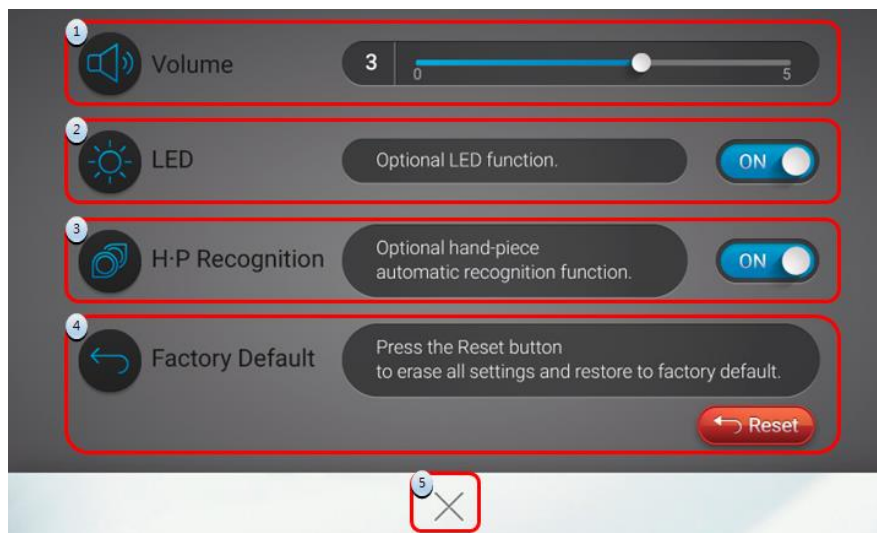 1
Volume
3
0
5
2
LED
Optional LED function.
ON
3
H·P Recognition
Optional hand-piece
automatic recognition function.
ON
4
Factory Default
Press the Reset button
to erase all settings and restore to factory default.
Reset
5